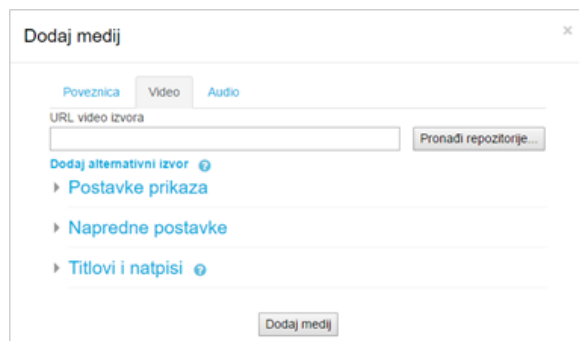 Dodaj medij
×
Poveznica Video Audio
URL video izvora
Pronađi repozitorije...
Dodaj alternativni izvor ?
Postavke prikaza
Napredne postavke
Titlovi i natpisi ?
Dodaj medij